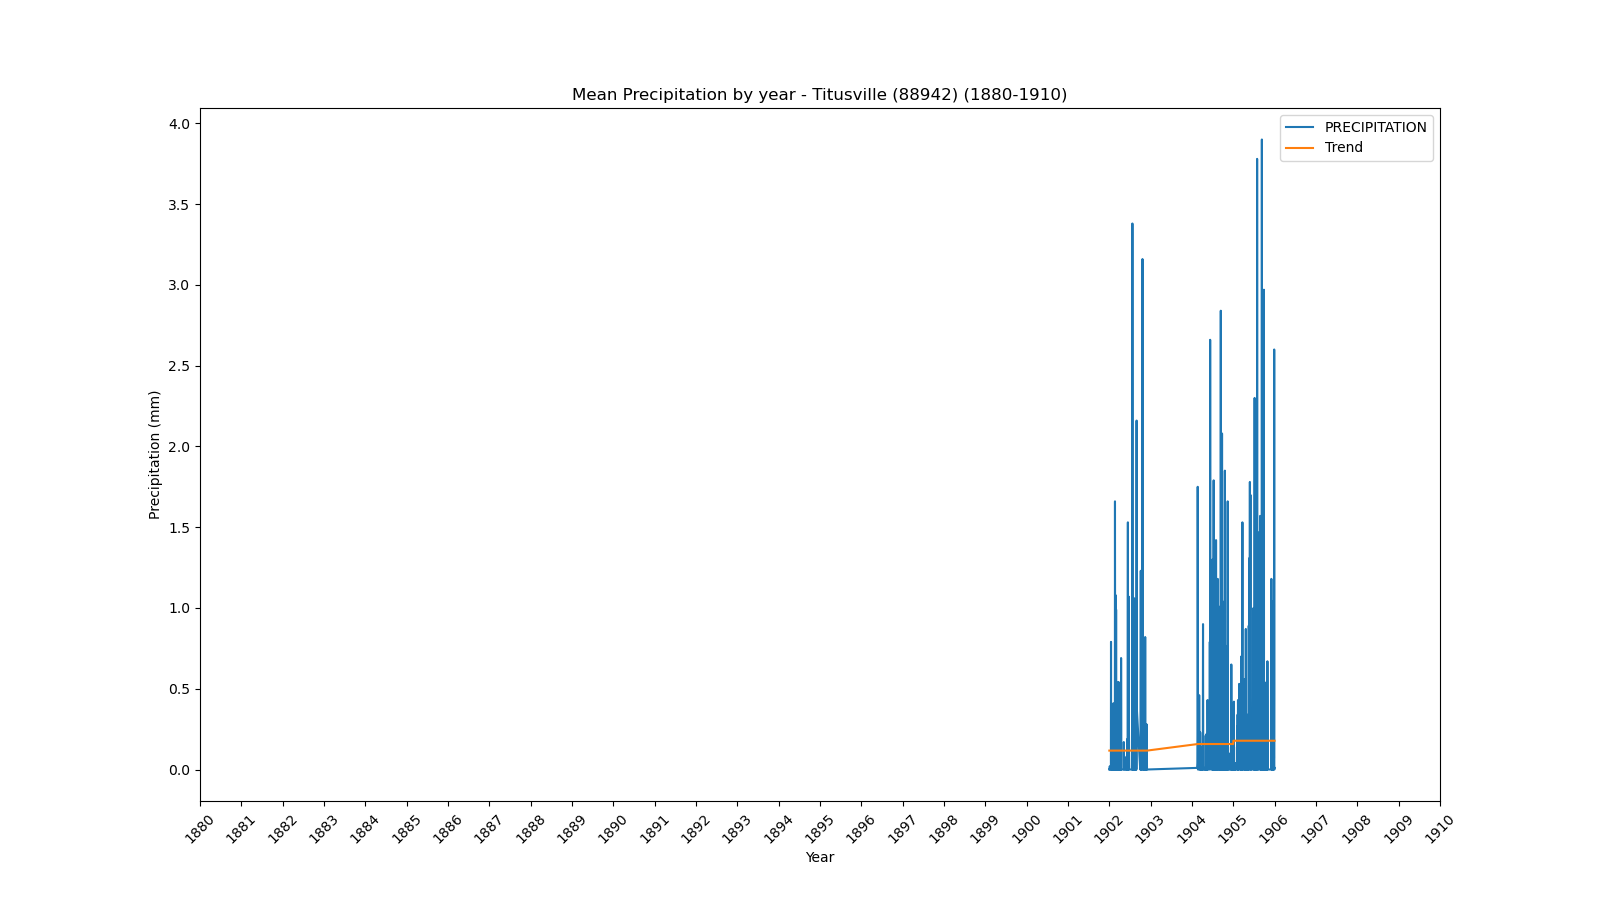 Mean Precipitation by year - Titusville (88942) (1880-1910)
PRECIPITATION
Trend
4.0
3.5
3.0
2.5
2.0
1.5
1.0
0.5
0.0
Precipitation (mm)
1880 1881 1882 1883 1884 1885 1886 1887 1888 1889 1890 1891 1892 1893 1894 1895 1896 1897 1898 1899 1900 1901 1902 1903 1904 1905 1906 1907 1908 1909 1910
Year